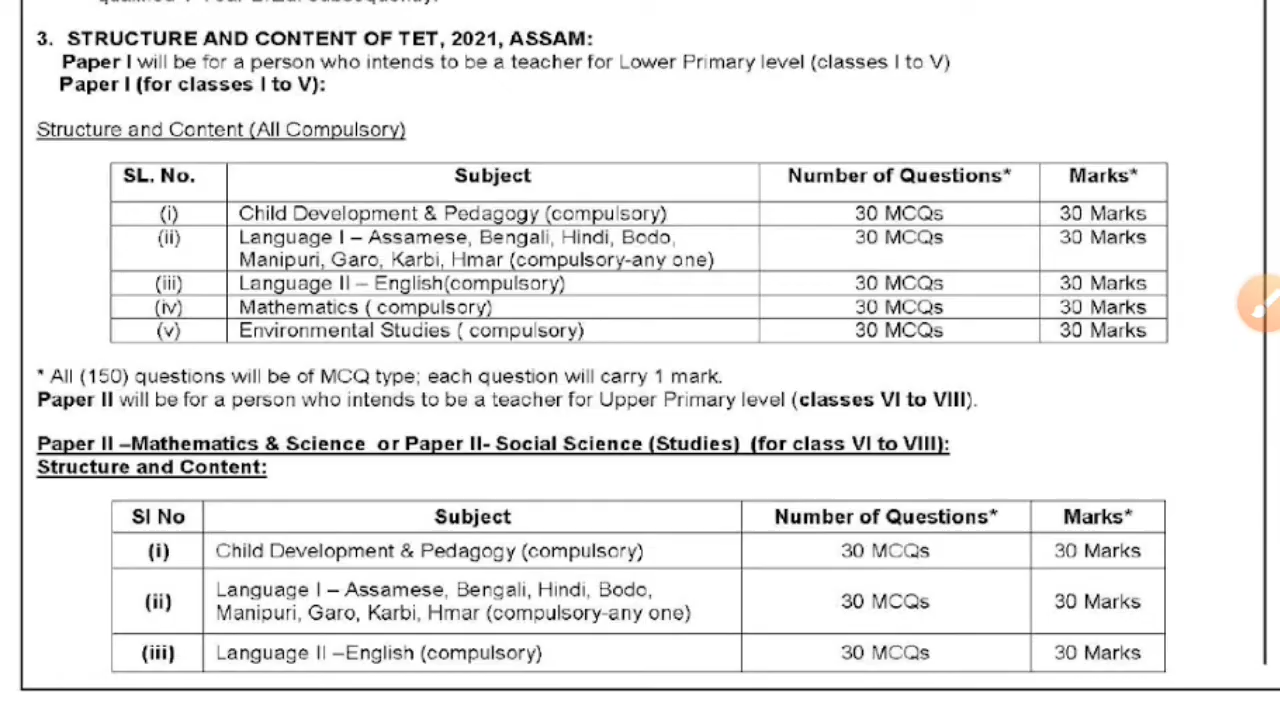 3. STRUCTURE AND CONTENT OF TET, 2021, ASSAM:
Paper I will be for a person who intends to be a teacher for Lower Primary level (classes I to V)
Paper I (for classes I to V):
Structure and Content (All Compulsory)
SL. No. Subject Number of Questions* Marks*
(i) Child Development & Pedagogy (compulsory) 30 MCQs 30 Marks
(ii) Language I – Assamese, Bengali, Hindi, Bodo, 30 MCQs 30 Marks
Manipuri, Garo, Karbi, Hmar (compulsory-any one)
(iii) Language II – English(compulsory) 30 MCQs 30 Marks
(iv) Mathematics ( compulsory) 30 MCQs 30 Marks
(v) Environmental Studies ( compulsory) 30 MCQs 30 Marks
* All (150) questions will be of MCQ type; each question will carry 1 mark.
Paper II will be for a person who intends to be a teacher for Upper Primary level (classes VI to VIII).
Paper II –Mathematics & Science or Paper II- Social Science (Studies) (for class VI to VIII):
Structure and Content:
Sl No Subject Number of Questions* Marks*
(i) Child Development & Pedagogy (compulsory) 30 MCQs 30 Marks
(ii) Language I – Assamese, Bengali, Hindi, Bodo, 30 MCQs 30 Marks
Manipuri, Garo, Karbi, Hmar (compulsory-any one)
(iii) Language II –English (compulsory) 30 MCQs 30 Marks